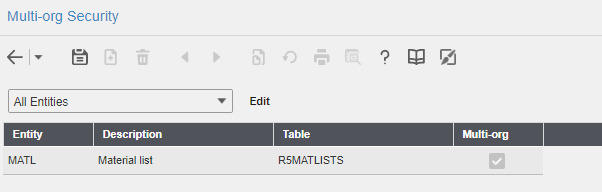 Multi-org Security
All Entities Edit
Entity Description Table Multi-org
MATL Material list R5MATLISTS